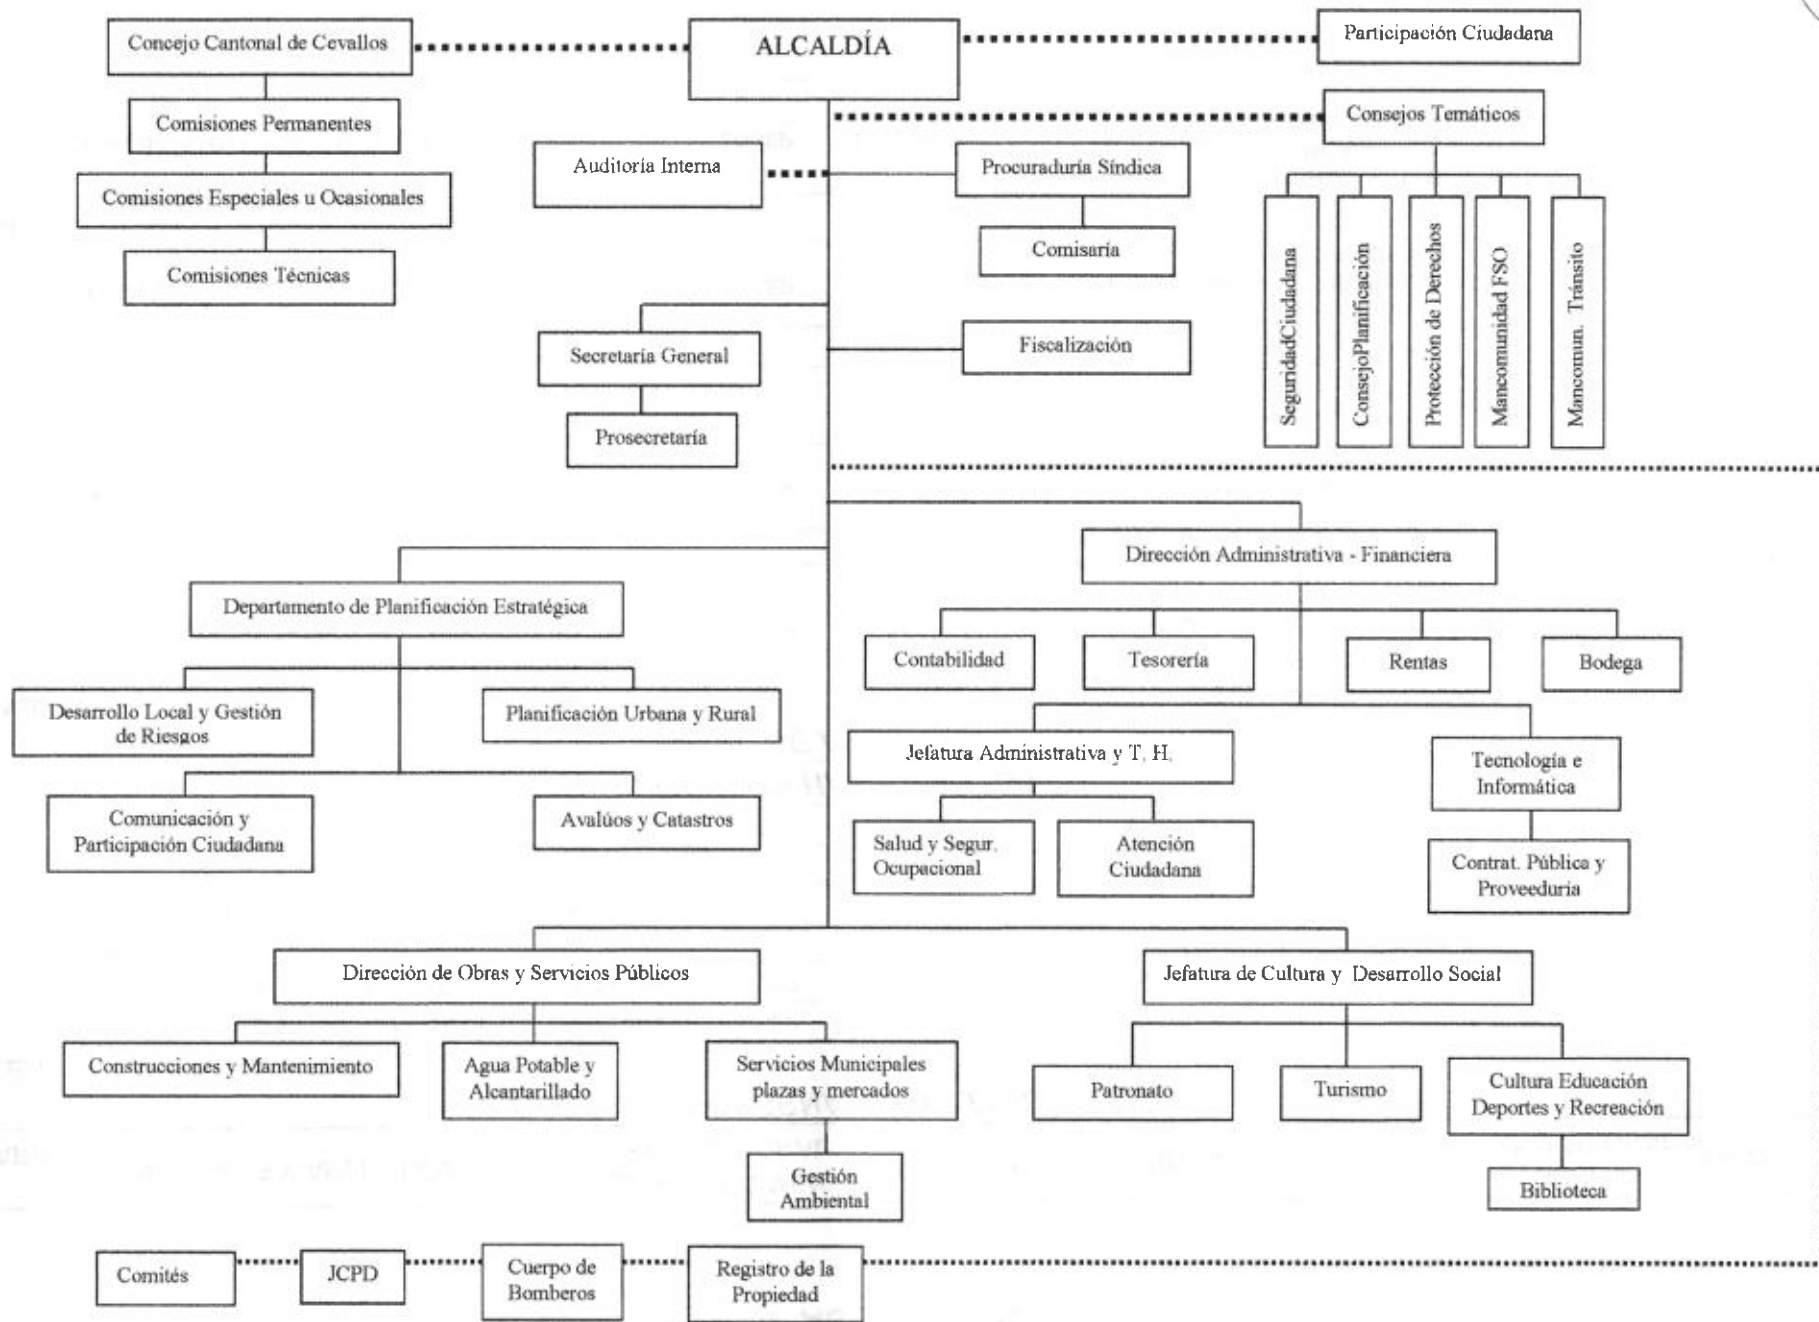 Concejo Cantonal de Cevallos
ALCALDÍA
Participación Ciudadana
Comisiones Permanentes
Consejos Temáticos
Auditoría Interna
Procuraduría Síndica
Comisiones Especiales u Ocasionales
Comisaría
Comisiones Técnicas
SeguridadCiudadana
ConsejoPlanificación
Protección de Derechos
Mancomunidad FSO
Mancomun. Tránsito
Secretaría General
Fiscalización
Prosecretaría
Dirección Administrativa - Financiera
Departamento de Planificación Estratégica
Contabilidad
Tesorería
Rentas
Bodega
Desarrollo Local y Gestión
de Riesgos
Planificación Urbana y Rural
Jefatura Administrativa y T. H.
Tecnología e
Informática
Comunicación y
Participación Ciudadana
Avalúos y Catastros
Salud y Segur.
Ocupacional
Atención
Ciudadana
Contrat. Pública y
Proveeduría
Dirección de Obras y Servicios Públicos
Jefatura de Cultura y Desarrollo Social
Construcciones y Mantenimiento
Agua Potable y
Alcantarillado
Servicios Municipales
plazas y mercados
Patronato
Turismo
Cultura Educación
Deportes y Recreación
Gestión
Ambiental
Biblioteca
Comités
JCPD
Cuerpo de
Bomberos
Registro de la
Propiedad